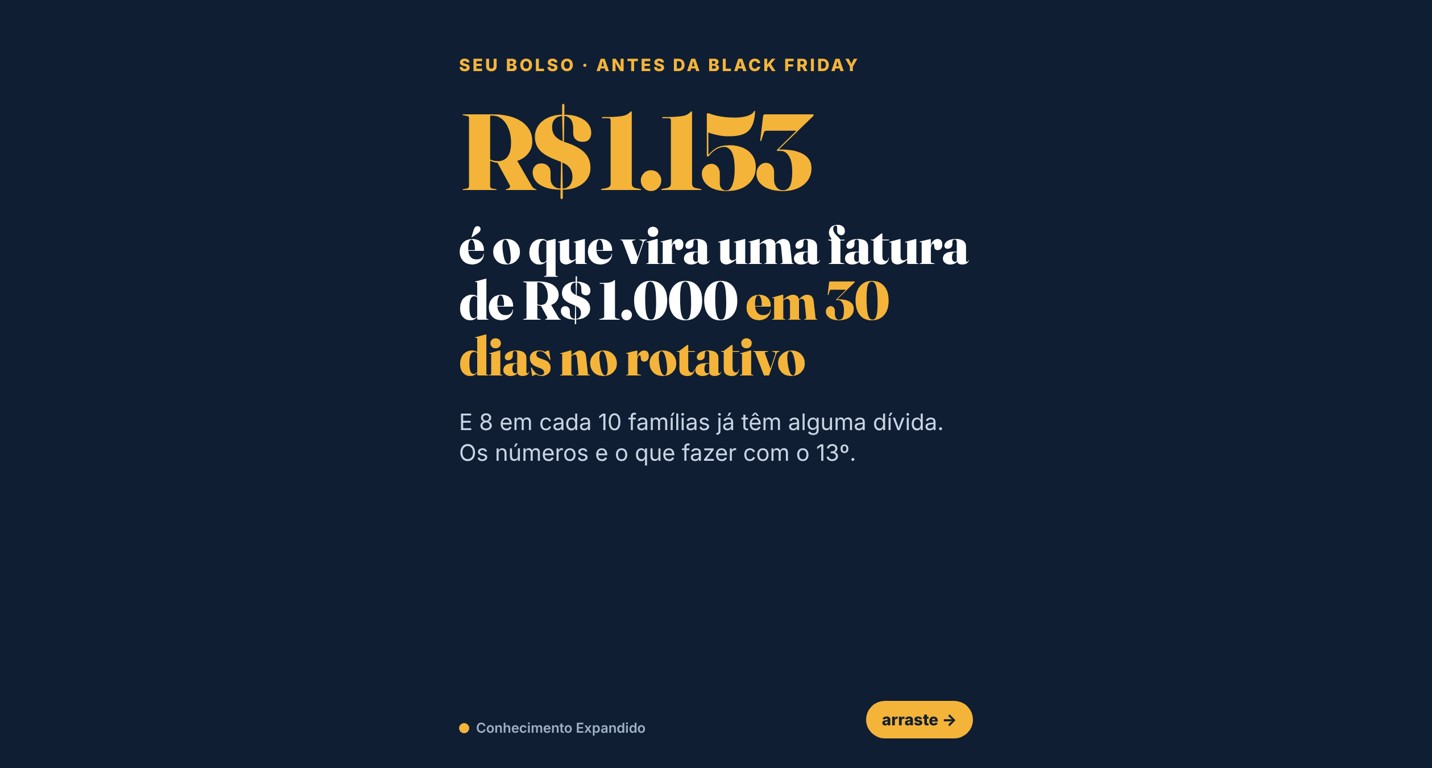 SEU BOLSO · ANTES DA BLACK FRIDAY
R$ 1.153
é o que vira uma fatura
de R$ 1.000 em 30
dias no rotativo
E 8 em cada 10 famílias já têm alguma dívida.
Os números e o que fazer com o 13º.
Conhecimento Expandido
arraste →